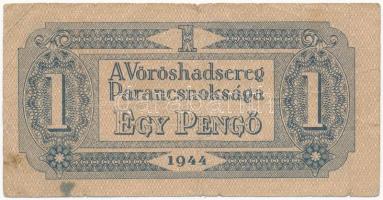 1
A Vöröshadsereg
Parancsnoksága
1 EGY PENGŐ 1
1944